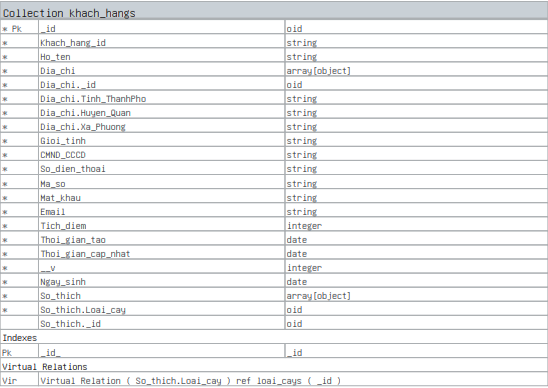 Collection khach_hangs
* Pk _id oid
* Khach_hang_id string
* Ho_ten string
* Dia_chi array[object]
* Dia_chi._id oid
* Dia_chi.Tinh_ThanhPho string
* Dia_chi.Huyen_Quan string
* Dia_chi.Xa_Phuong string
* Gioi_tinh string
* CMND_CCCD string
* So_dien_thoai string
* Ma_so string
* Mat_khau string
* Email string
* Tich_diem integer
* Thoi_gian_tao date
* Thoi_gian_cap_nhat date
* __v integer
* Ngay_sinh date
* So_thich array[object]
* So_thich.Loai_cay oid
So_thich._id oid
Indexes
Pk _id_ _id
Virtual Relations
Vir Virtual Relation ( So_thich.Loai_cay ) ref loai_cays ( _id )